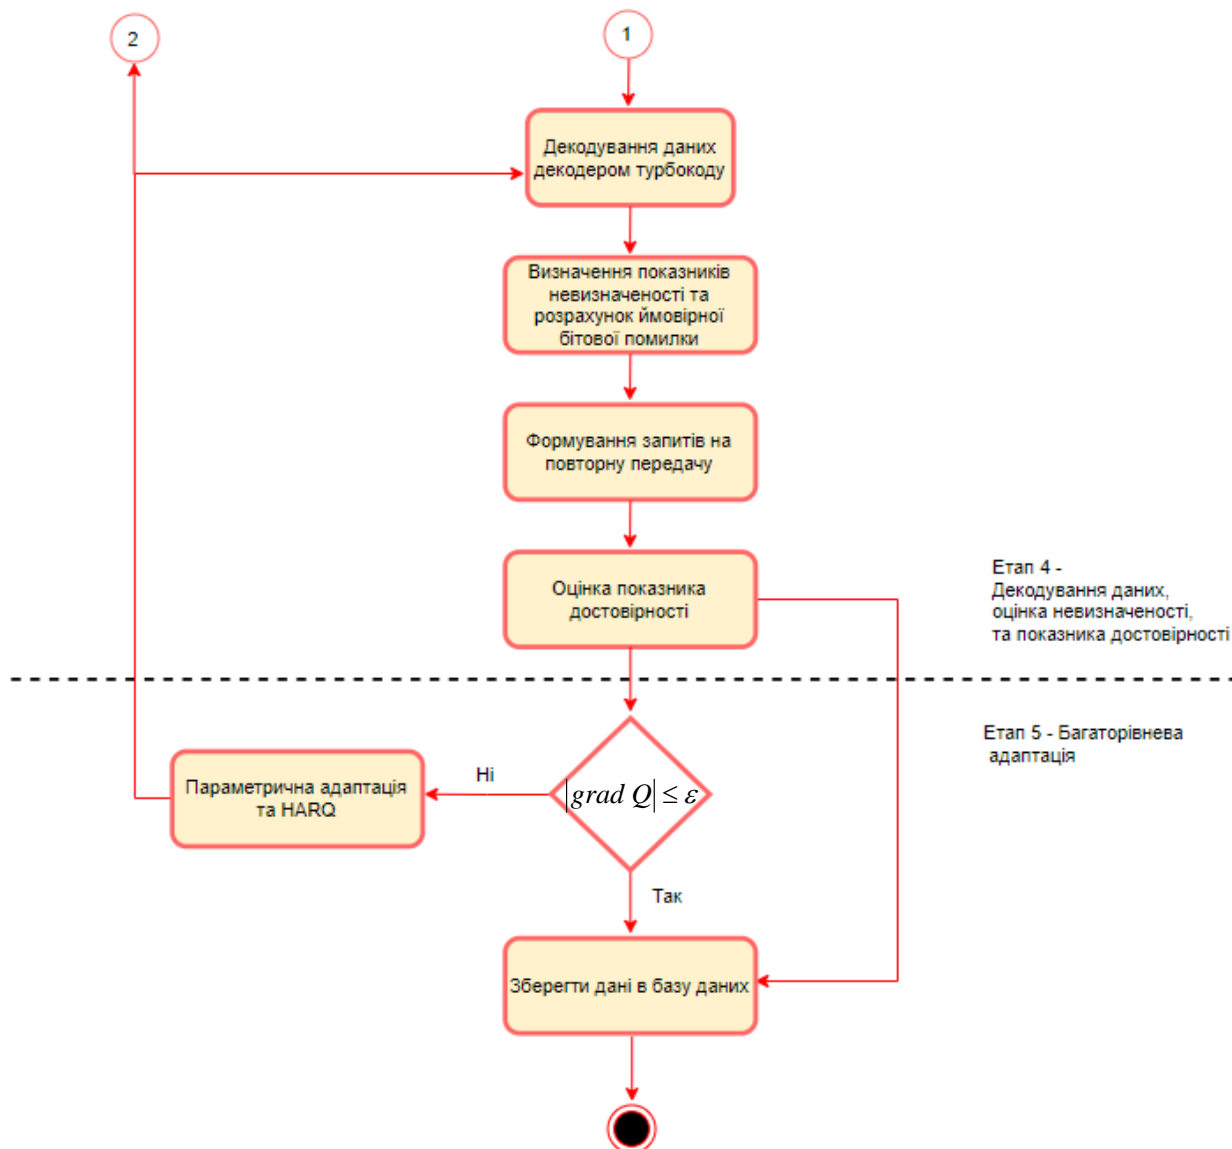 2
1
Декодування даних
декодером турбокоду
Визначення показників
невизначеності та
розрахунок ймовірної
бітової помилки
Формування запитів на
повторну передачу
Оцінка показника
достовірності
Етап 4 -
Декодування даних,
оцінка невизначеності,
та показника достовірності
Етап 5 - Багаторівнева
адаптація
Параметрична адаптація
та HARQ
Ні
|grad Q| ≤ ε
Так
Зберегти дані в базу даних